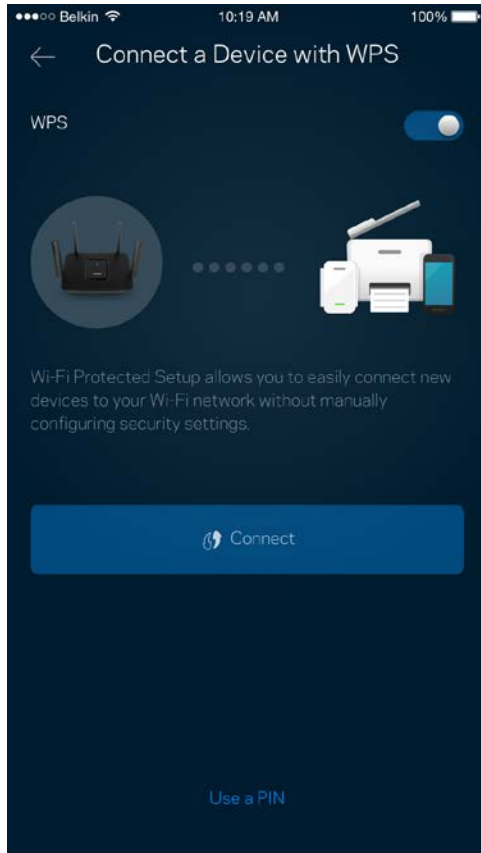 Belkin 10:19 AM 100%
Connect a Device with WPS
WPS
Wi-Fi Protected Setup allows you to easily connect new
devices to your Wi-Fi network without manually
configuring security settings.
Connect
Use a PIN